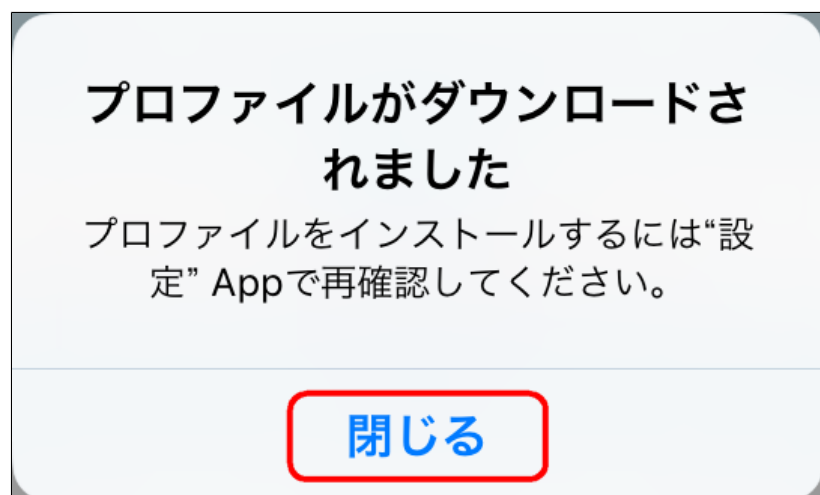 プロファイルがダウンロードさ
れました
プロファイルをインストールするには“設
定” Appで再確認してください。
閉じる